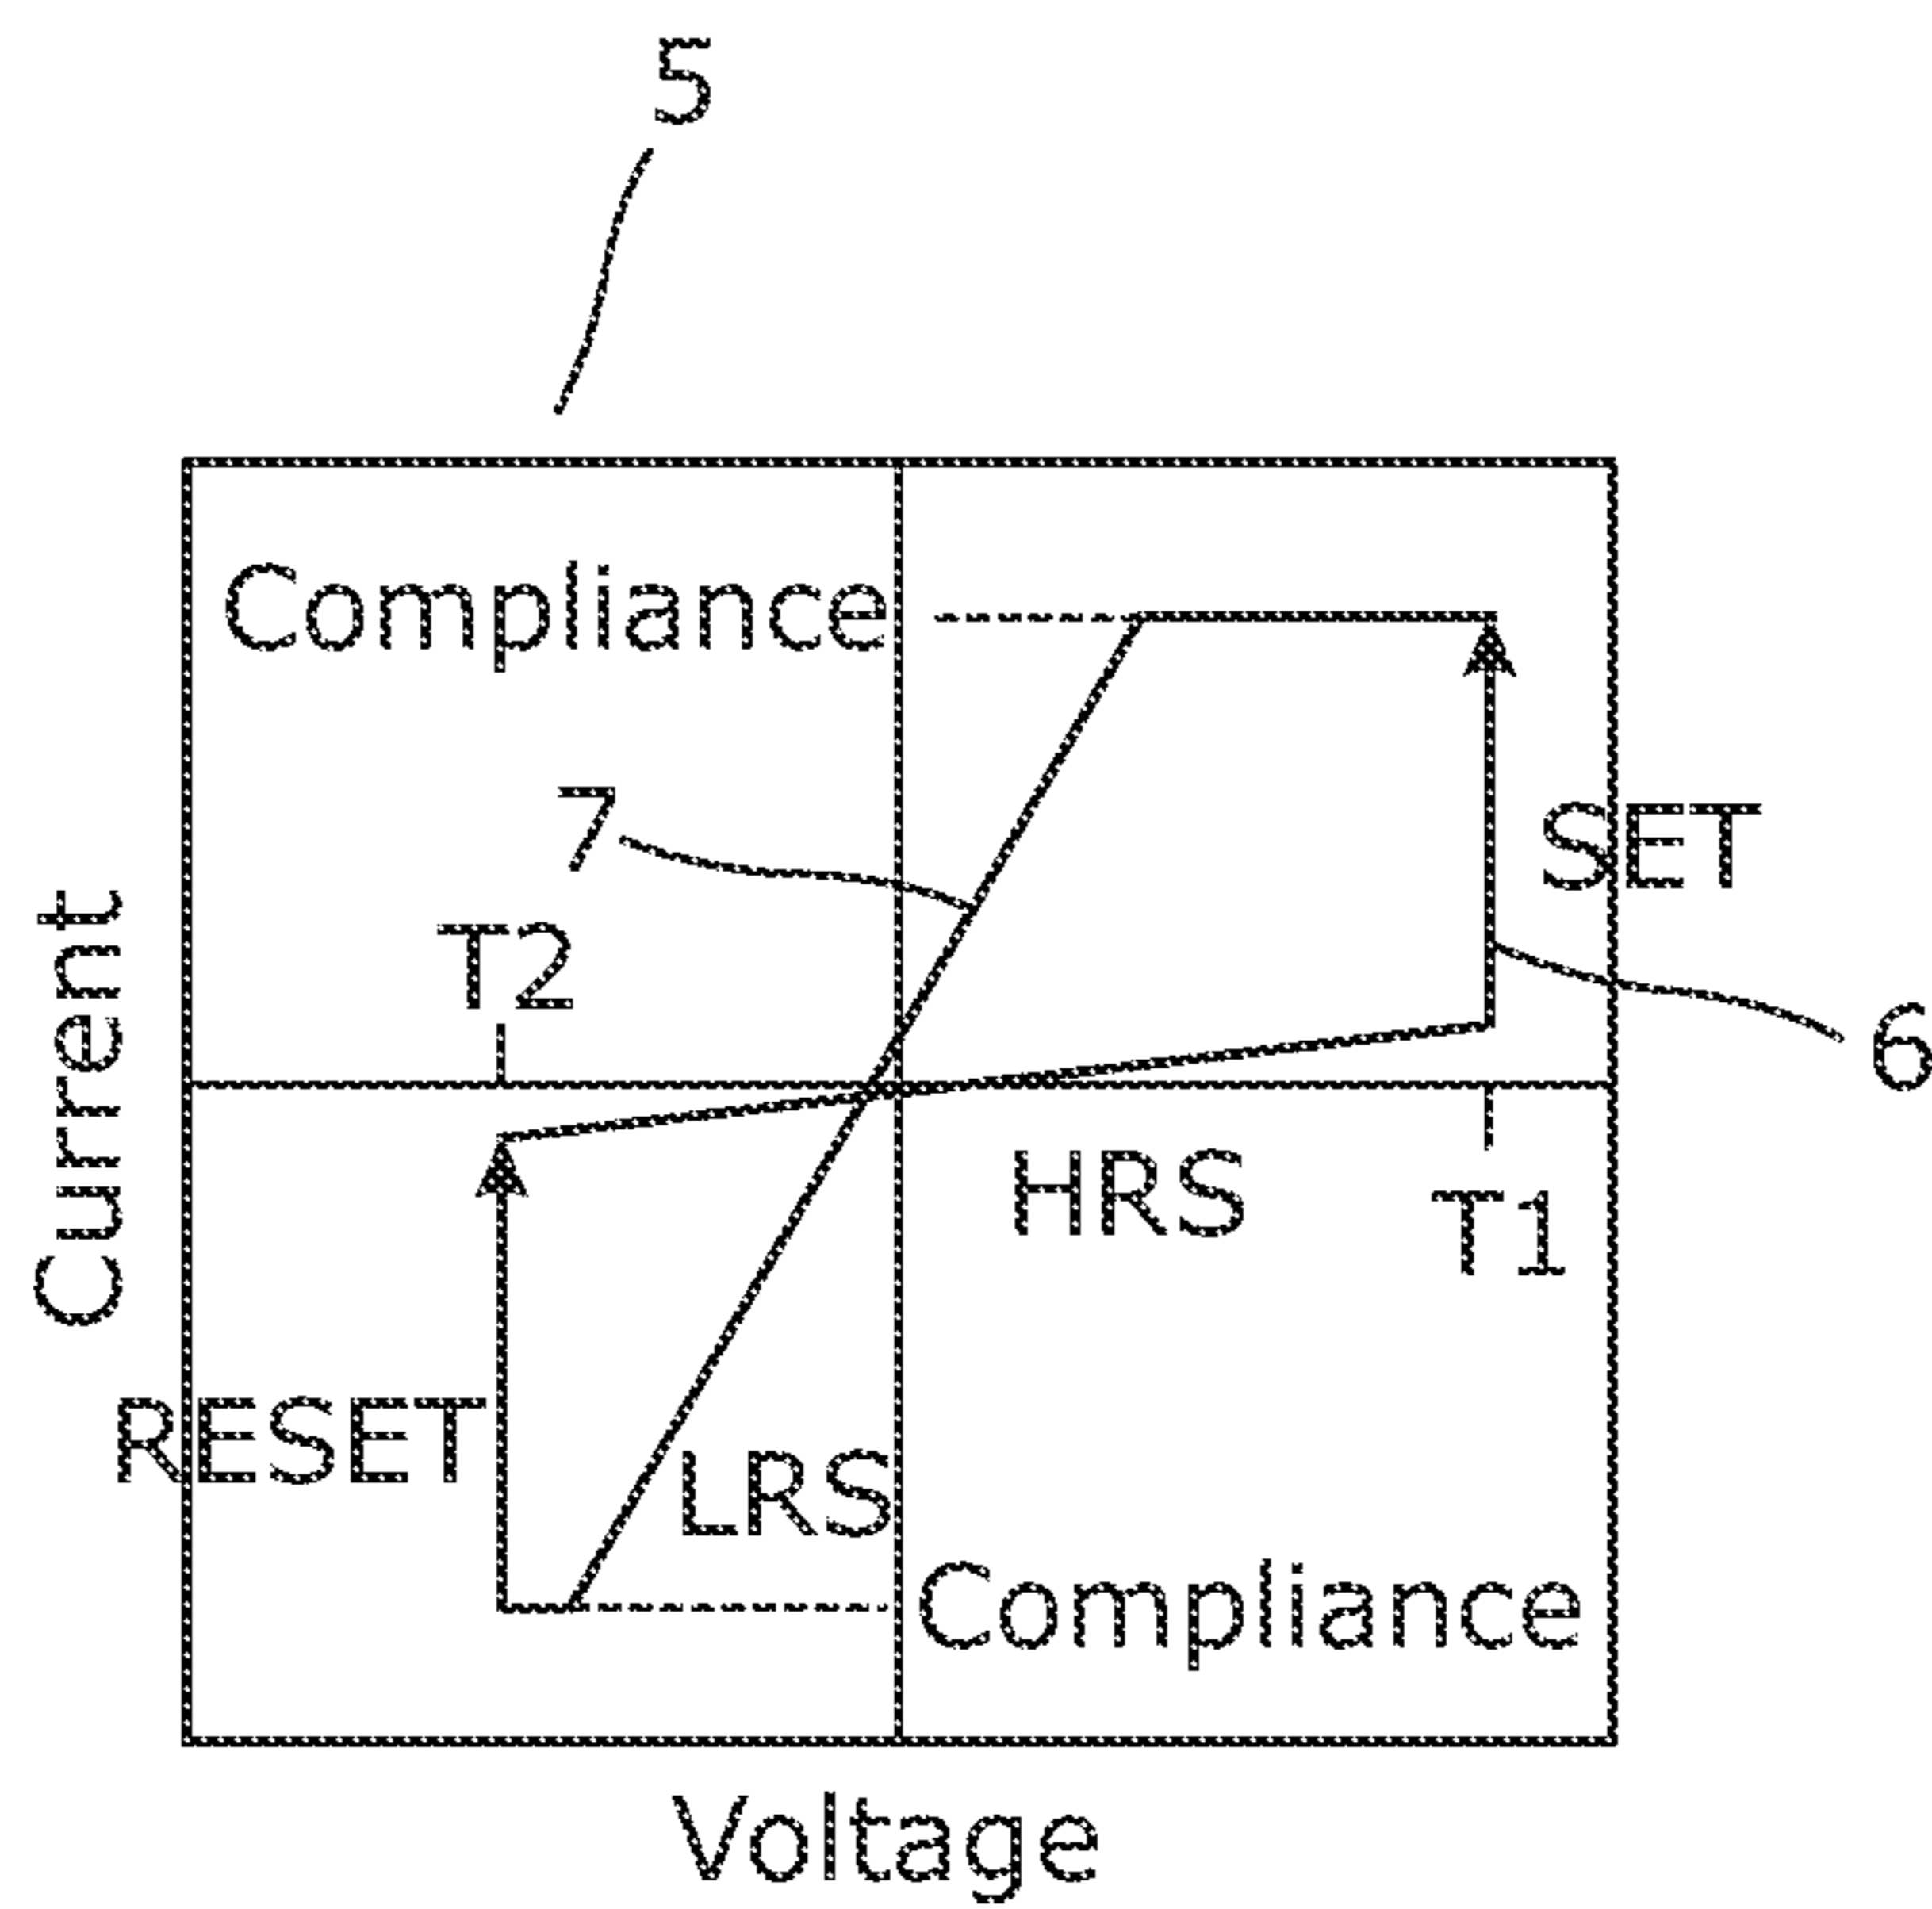 5
Compliance
7
SET
T2
Current
6
HRS
T1
RESET
LRS
Compliance
Voltage